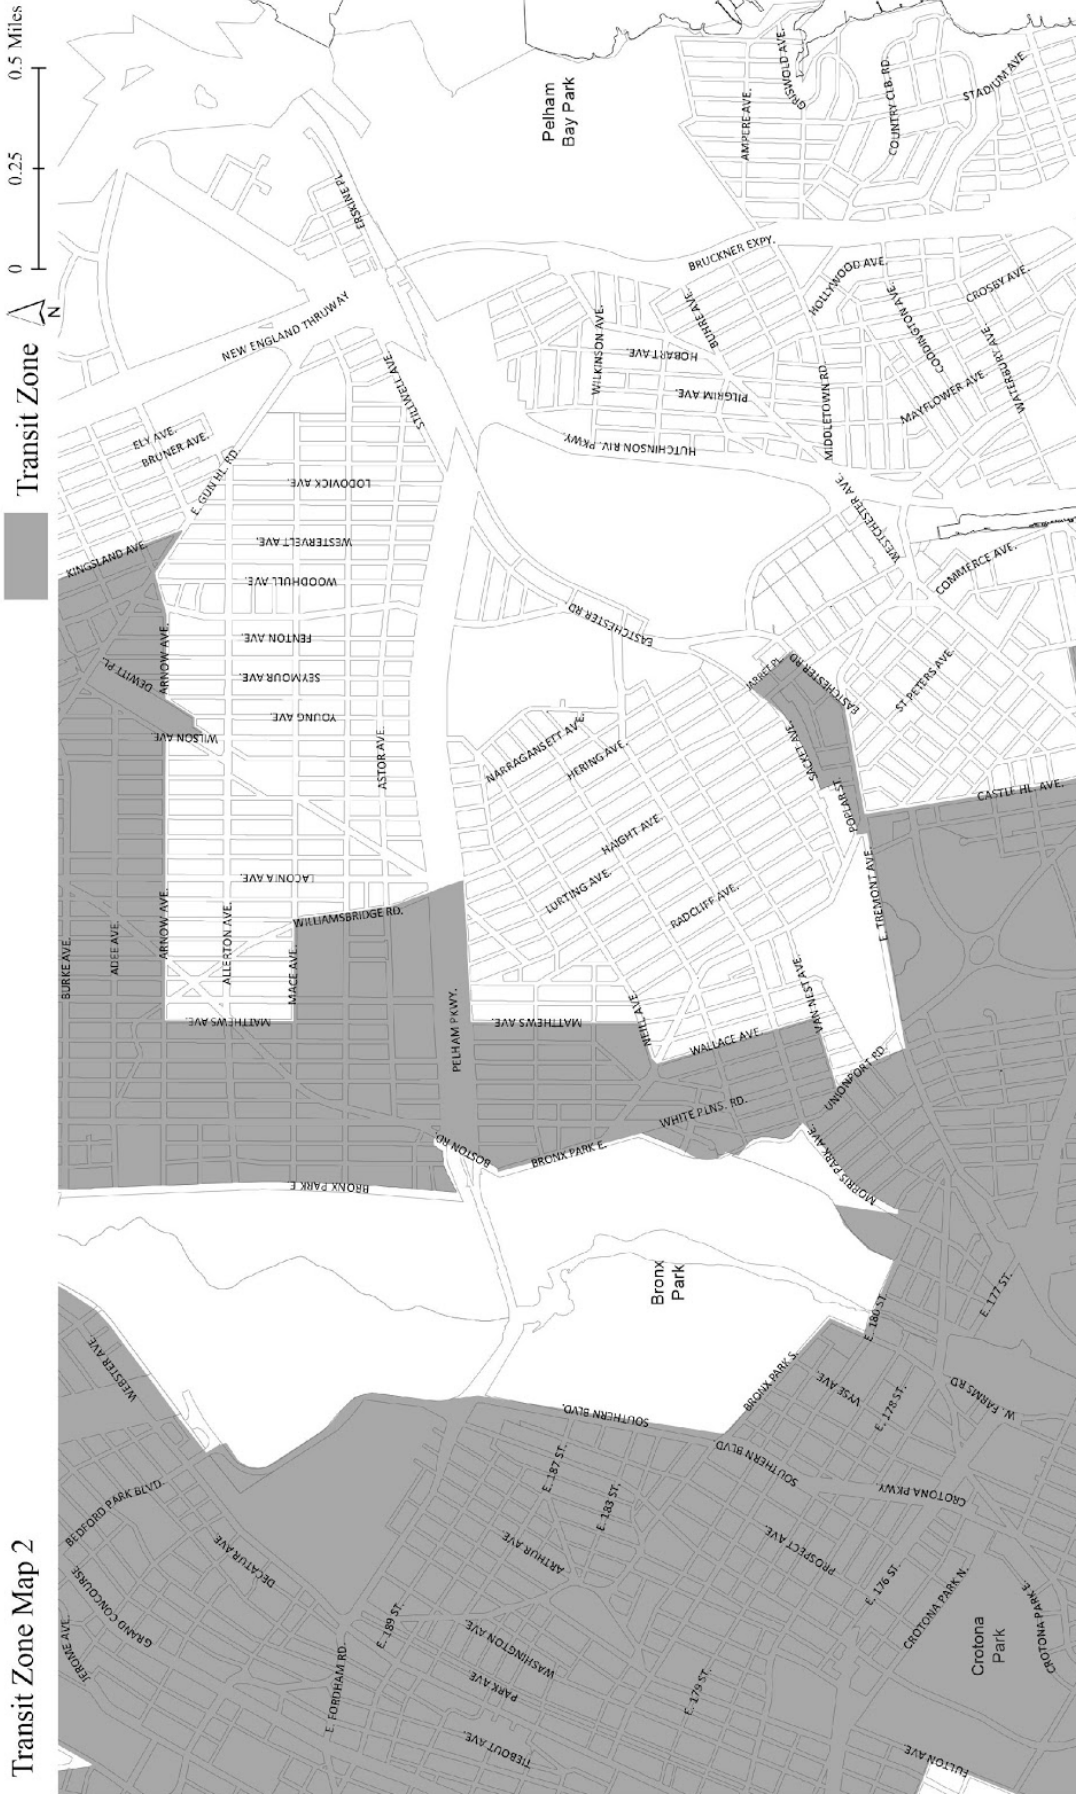 Transit Zone Map 2
Transit Zone
N
0
0.25
0.5 Miles
JEROME AVE.
GRAND CONCOURSE
BEDFORD PARK BLVD.
WEBSTER AVE
DECATUR AVE
E. FORDHAM RD
E. 189 ST.
TIEBOUT AVE.
PARK AVE
WASHINGTON AVE.
ARTHUR AVE
E. 187 ST.
E. 183 ST.
E. 179 ST.
SOUTHERN BLVD.
SOUTHERN BLVD
PROSPECT AVE.
BRONX PARK S.
VYSE AVE.
E. 180 ST.
E. 178 ST.
E. 177 ST.
E. 176 ST.
W. FARMS RD
CROTONA PKWY.
CROTONA PARK N.
CROTONA PARK E.
Crotona
Park
FULTON AVE.
Bronx
Park
BURKE AVE.
ADEE AVE.
ARNOW AVE.
ARNOW AVE.
ALLERTON AVE.
MACE AVE.
MATTHEWS AVE.
BRONX PARK E
BOSTON RD
PELHAM PKWY.
WILLIAMSBRIDGE RD.
LACONIA AVE.
ASTOR AVE.
WILSON AVE
DEWITT PL.
YOUNG AVE.
SEYMOUR AVE.
FENTON AVE.
WOODHULL AVE.
WESTERVELT AVE.
LODOVICK AVE.
KINGSLAND AVE.
E. GUN HL. RD
BRUNER AVE.
ELY AVE.
STILLWELL AVE
NEW ENGLAND THRUWAY
ERSKINE PL.
Pelham
Bay Park
BRONX PARK E.
MATTHEWS AVE.
NEIL AVE.
WALLACE AVE.
WHITE PLNS. RD.
MORRIS PARK AVE.
UNIONPORT RD.
VAN NEST AVE.
RADCLIFF AVE.
LURTING AVE.
HAIGHT AVE.
HERING AVE.
NARRAGANSETT AVE.
EASTCHESTER RD.
JARRET PL.
EASTCHESTER RD
SACKET AVE.
POPLAR ST.
E. TREMONT AVE.
CASTLE HL. AVE.
ST PETERS AVE.
COMMERCE AVE.
WESTCHESTER AVE.
HUTCHINSON RIV. PKWY.
PILGRIM AVE.
HOBART AVE.
WILKINSON AVE.
BUHRE AVE.
BRUCKNER EXPY.
MIDDLETOWN RD.
HOLLYWOOD AVE.
CODDINGTON AVE.
MAYFLOWER AVE
WATERBURY AVE
CROSBY AVE.
AMPERE AVE.
GRISWOLD AVE.
COUNTRY CLB. RD.
STADIUM AVE